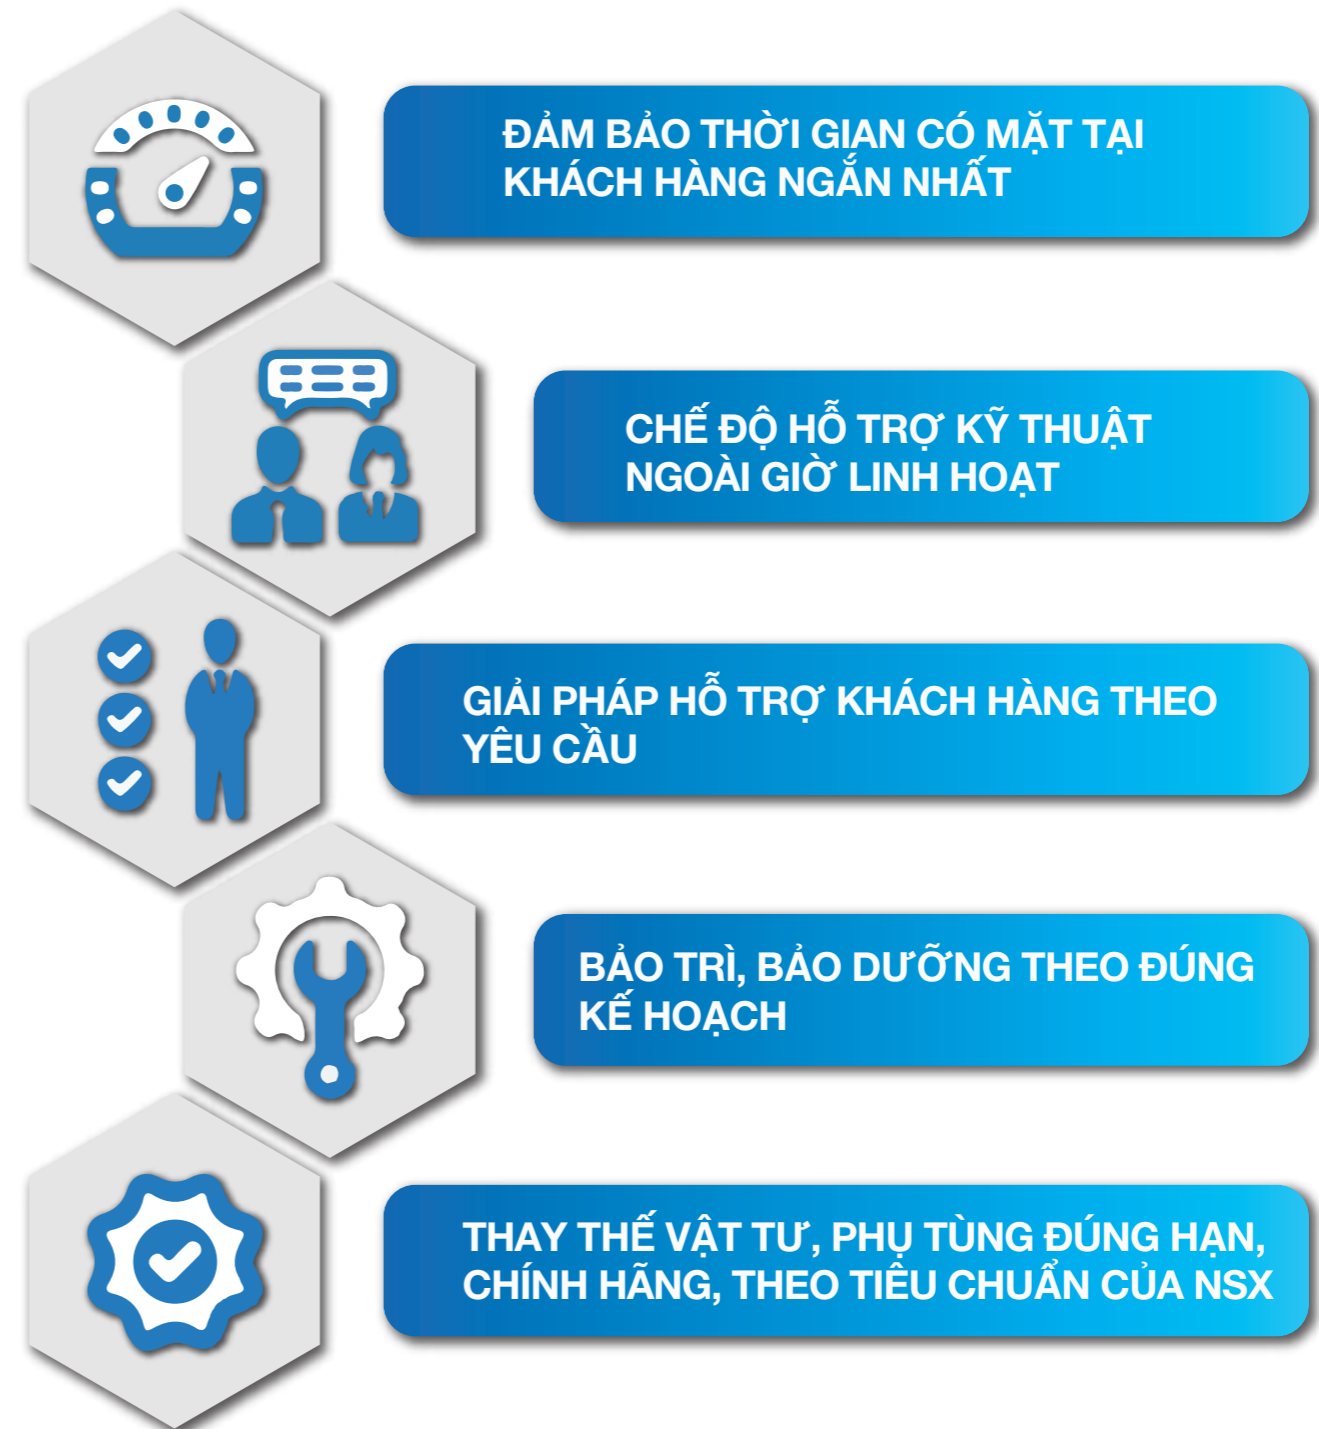 ĐẢM BẢO THỜI GIAN CÓ MẶT TẠI
KHÁCH HÀNG NGẮN NHẤT
CHẾ ĐỘ HỖ TRỢ KỸ THUẬT
NGOÀI GIỜ LINH HOẠT
GIẢI PHÁP HỖ TRỢ KHÁCH HÀNG THEO
YÊU CẦU
BẢO TRÌ, BẢO DƯỠNG THEO ĐÚNG
KẾ HOẠCH
THAY THẾ VẬT TƯ, PHỤ TÙNG ĐÚNG HẠN,
CHÍNH HÃNG, THEO TIÊU CHUẨN CỦA NSX